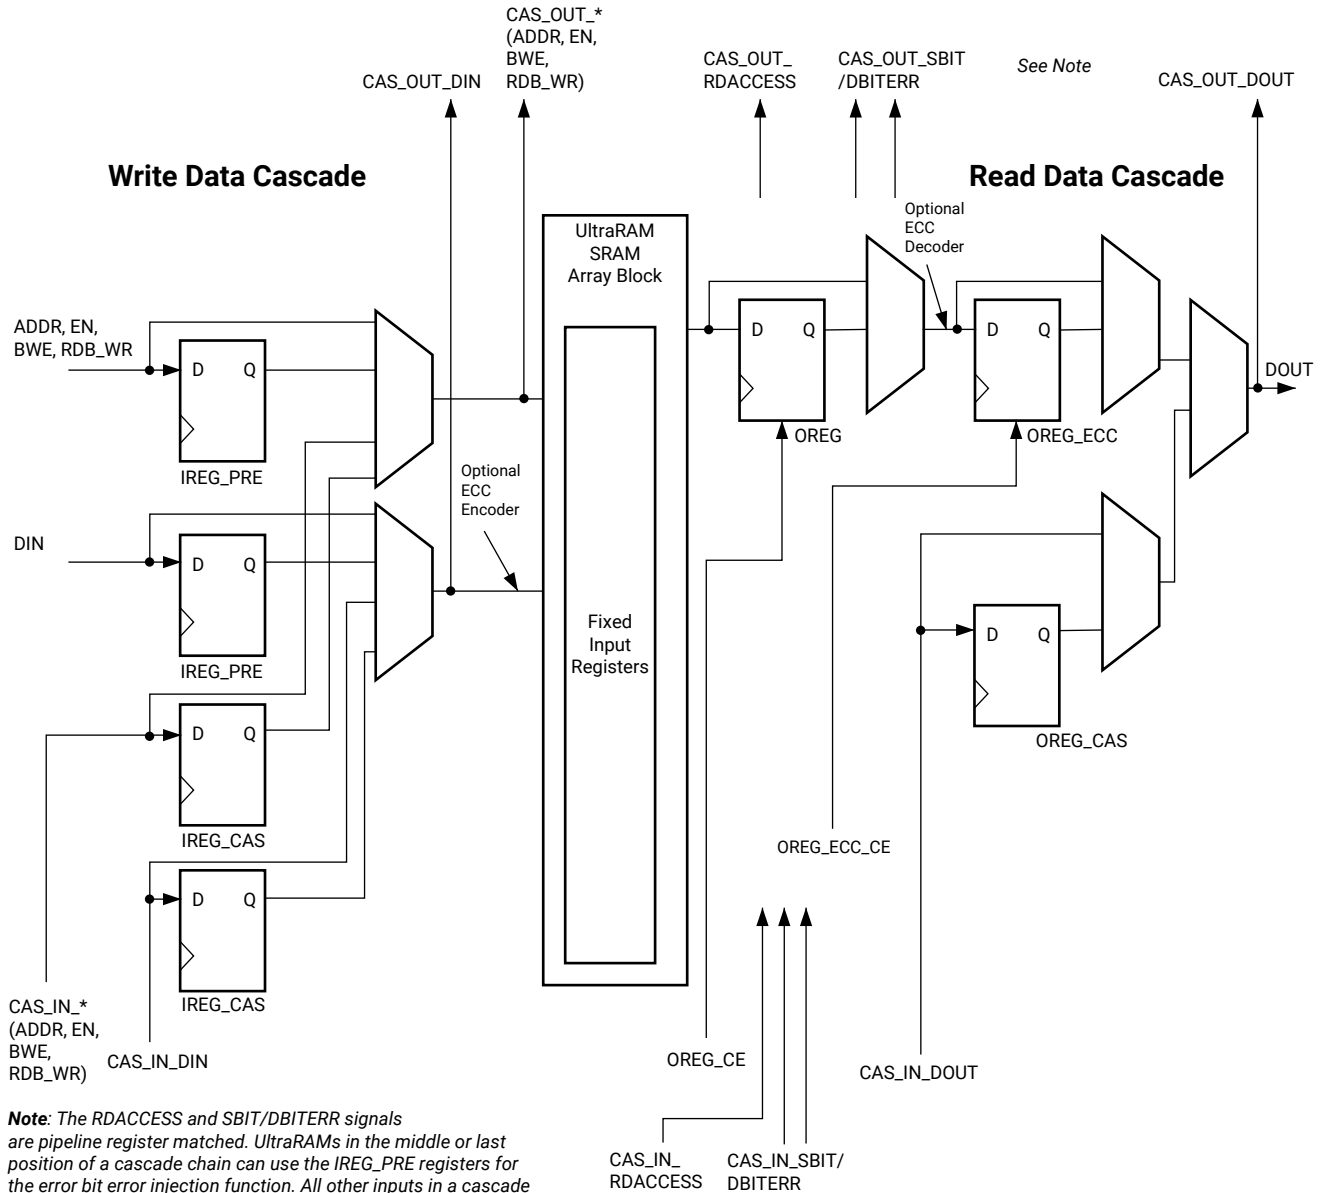 CAS_OUT_*
(ADDR, EN,
BWE,
RDB_WR)
CAS_OUT_DIN
CAS_OUT_
RDACCESS
CAS_OUT_SBIT
/DBITERR
See Note
CAS_OUT_DOUT
Write Data Cascade
Read Data Cascade
Optional
ECC
Decoder
UltraRAM
SRAM
Array Block
ADDR, EN,
BWE, RDB_WR
D Q
IREG_PRE
D Q
OREG
D Q
OREG_ECC
DOUT
Optional
ECC
Encoder
DIN
D Q
IREG_PRE
Fixed
Input
Registers
D Q
OREG_CAS
D Q
IREG_CAS
OREG_ECC_CE
D Q
IREG_CAS
CAS_IN_*
(ADDR, EN,
BWE,
RDB_WR)
CAS_IN_DIN
OREG_CE
CAS_IN_DOUT
CAS_IN_
RDACCESS
CAS_IN_SBIT/
DBITERR
Note: The RDACCESS and SBIT/DBITERR signals
are pipeline register matched. UltraRAMs in the middle or last
position of a cascade chain can use the IREG_PRE registers for
the error bit error injection function. All other inputs in a cascade